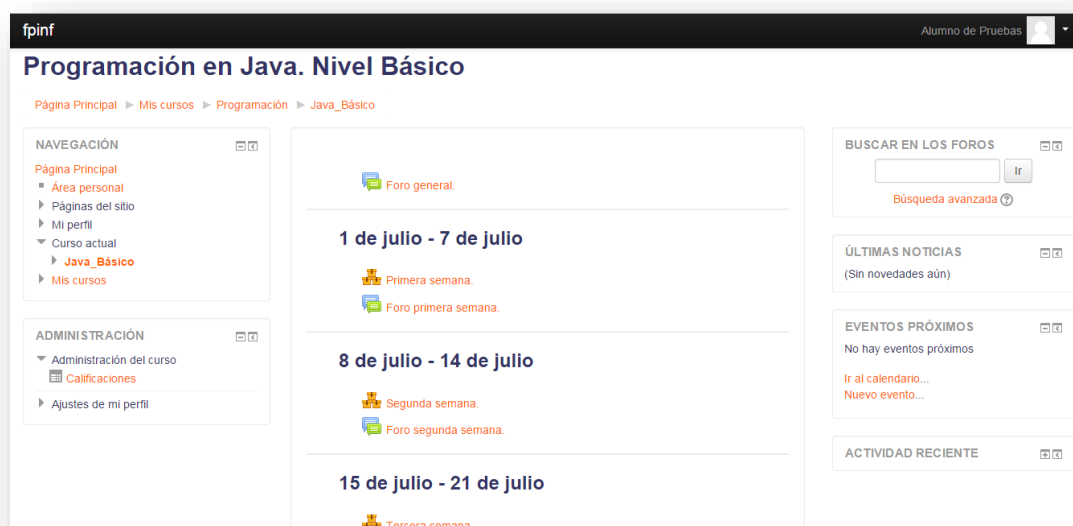 fpinf
Alumno de Pruebas
Programación en Java. Nivel Básico
Página Principal
Mis cursos
Programación
Java_Básico
NAVEGACIÓN
Página Principal
Área personal
Páginas del sitio
Mi perfil
Curso actual
Java_Básico
Mis cursos
ADMINISTRACIÓN
Administración del curso
Calificaciones
Ajustes de mi perfil
Foro general.
1 de julio - 7 de julio
Primera semana.
Foro primera semana.
8 de julio - 14 de julio
Segunda semana.
Foro segunda semana.
15 de julio - 21 de julio
Tercera semana.
BUSCAR EN LOS FOROS
Ir
Búsqueda avanzada
ÚLTIMAS NOTICIAS
(Sin novedades aún)
EVENTOS PRÓXIMOS
No hay eventos próximos
Ir al calendario...
Nuevo evento...
ACTIVIDAD RECIENTE